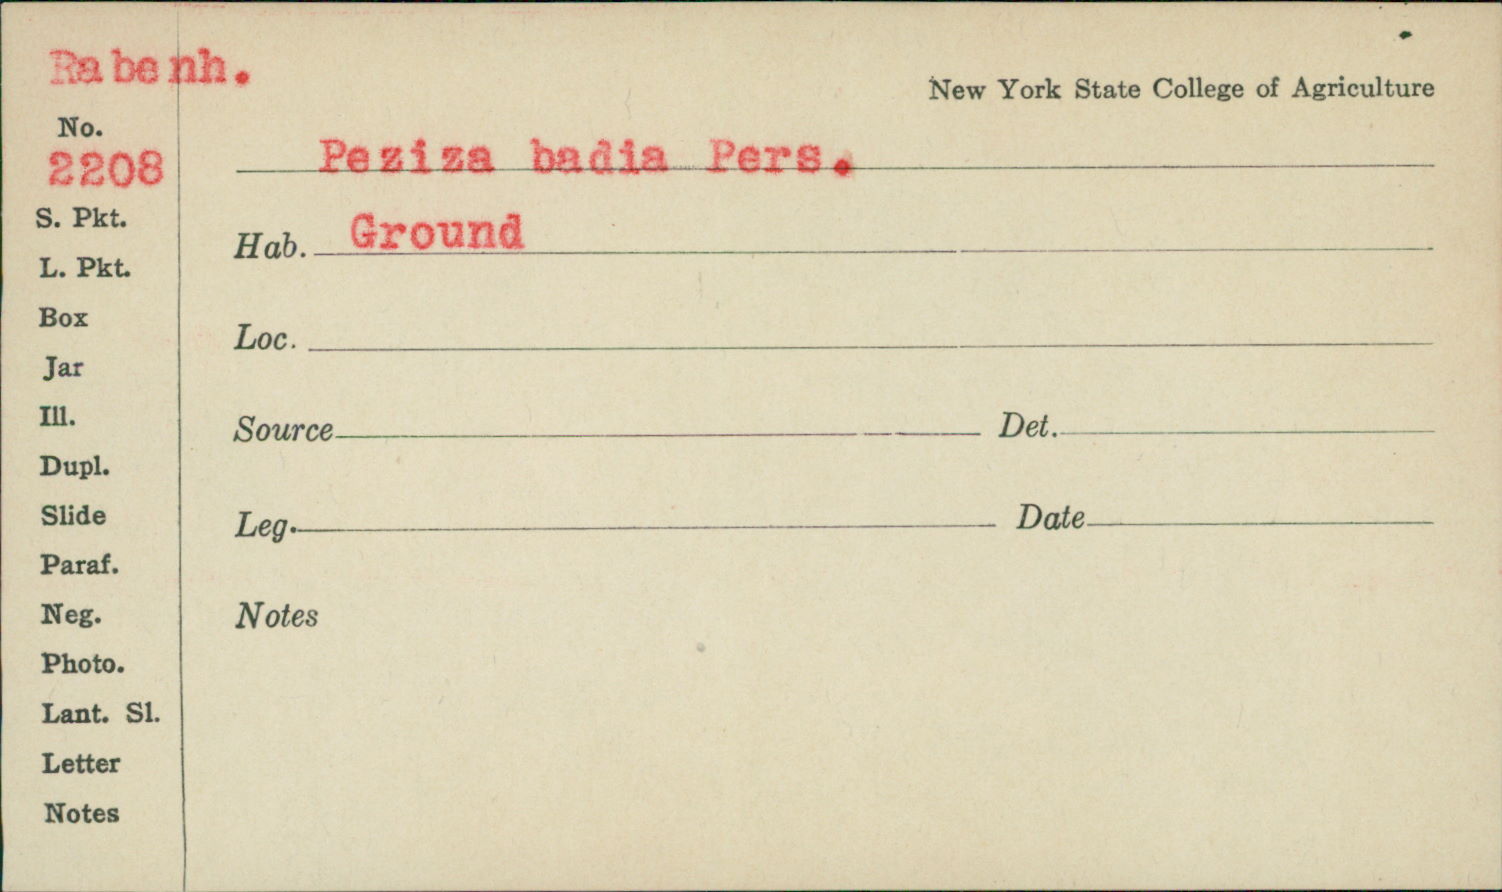 Rabenh.
New York State College of Agriculture
No.
2208
Peziza badia Pers.
S. Pkt.
Hab. Ground
L. Pkt.
Box
Loc.
Jar
Ill.
Source Det.
Dupl.
Slide
Leg. Date
Paraf.
Neg.
Notes
Photo.
Lant. Sl.
Letter
Notes